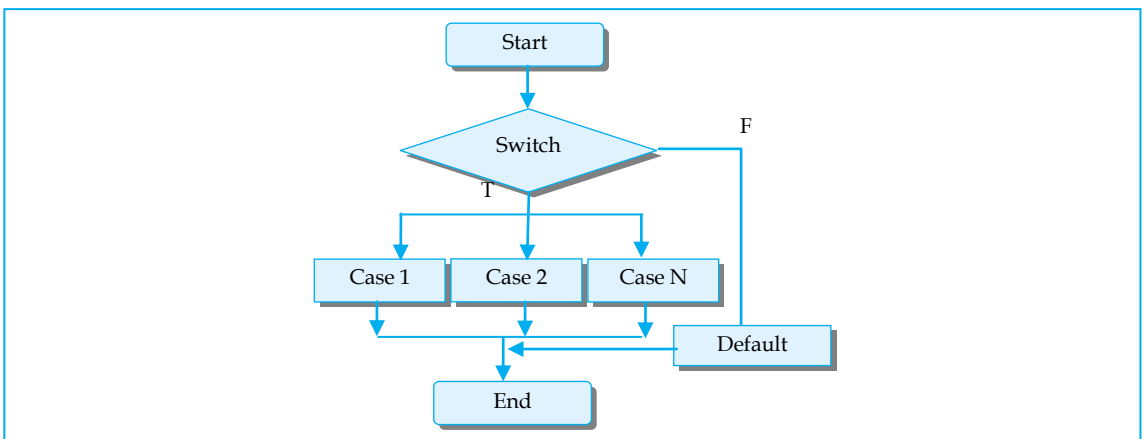 Start
F
Switch
T
Case 1
Case 2
Case N
Default
End